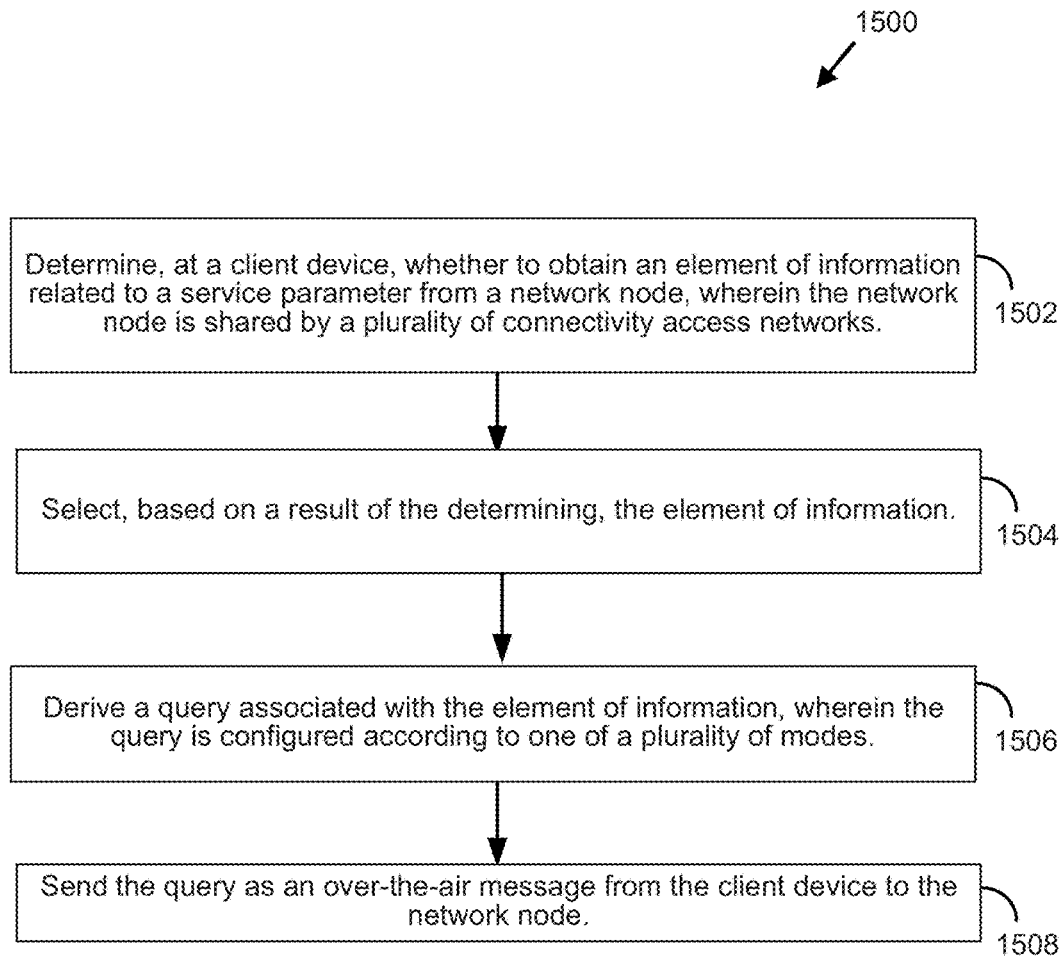 1500
Determine, at a client device, whether to obtain an element of information
related to a service parameter from a network node, wherein the network
node is shared by a plurality of connectivity access networks.
1502
Select, based on a result of the determining, the element of information.
1504
Derive a query associated with the element of information, wherein the
query is configured according to one of a plurality of modes.
1506
Send the query as an over-the-air message from the client device to the
network node.
1508